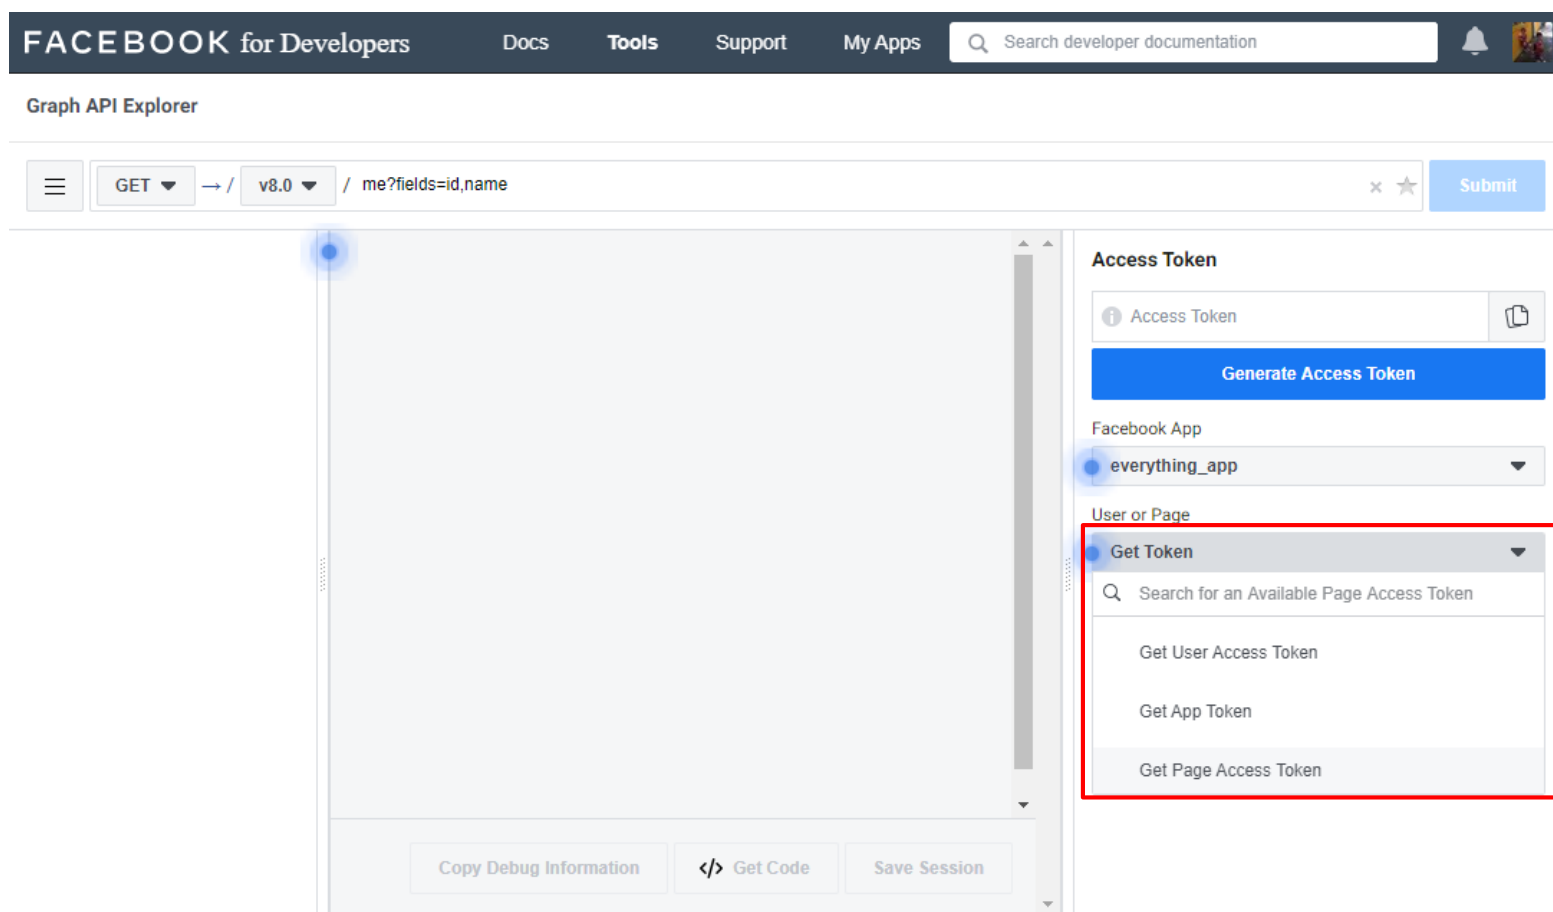 FACEBOOK for Developers Docs Tools Support My Apps Search developer documentation
Graph API Explorer
GET → / v8.0 / me?fields=id,name × Submit
Access Token
Access Token
Generate Access Token
Facebook App
everything_app
User or Page
Get Token
Search for an Available Page Access Token
Get User Access Token
Get App Token
Get Page Access Token
Copy Debug Information </> Get Code Save Session